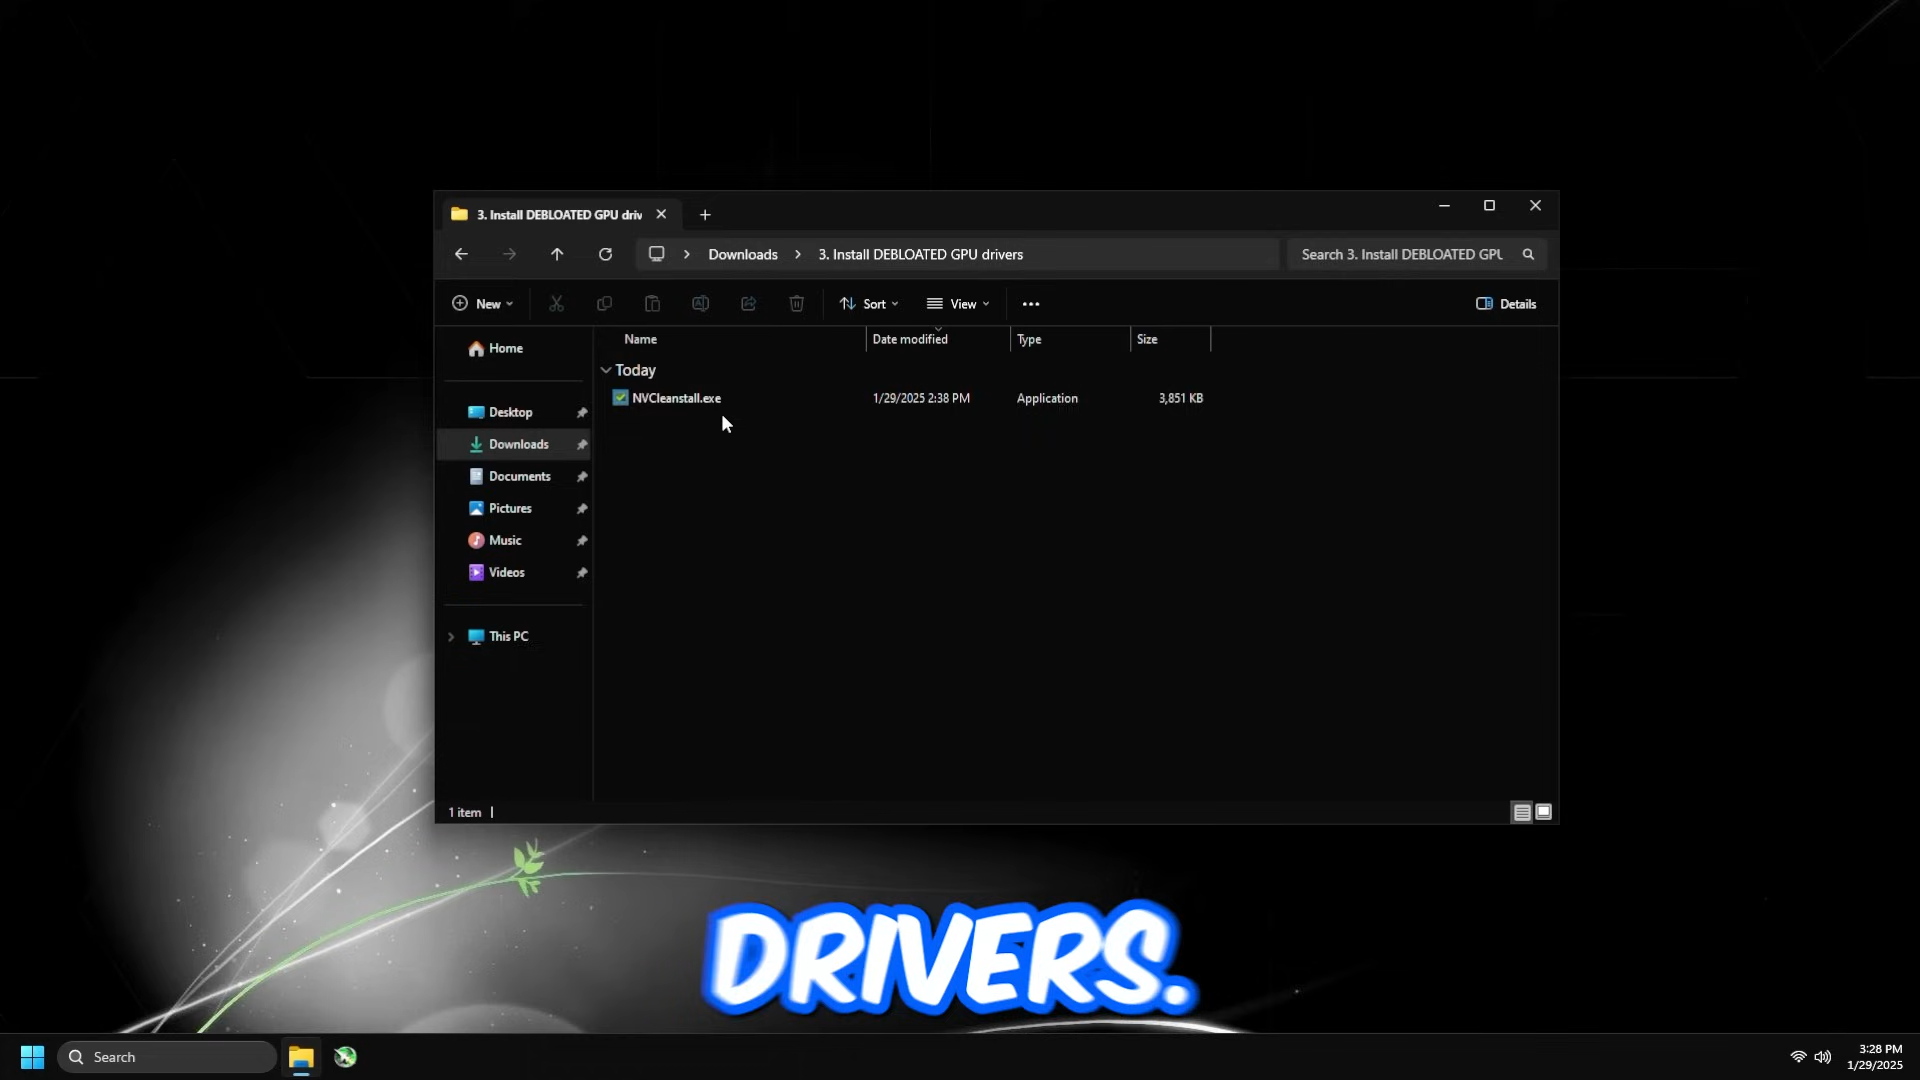 3. Install DEBLOATED GPU driv
Downloads
3. Install DEBLOATED GPU drivers
Search 3. Install DEBLOATED GPL
New
Sort
View
Details
Name
Date modified
Type
Size
Home
Today
NVCleanstall.exe
1/29/2025 2:38 PM
Application
3,851 KB
Desktop
Downloads
Documents
Pictures
Music
Videos
This PC
1 item
DRIVERS.
Search
3:28 PM
1/29/2025